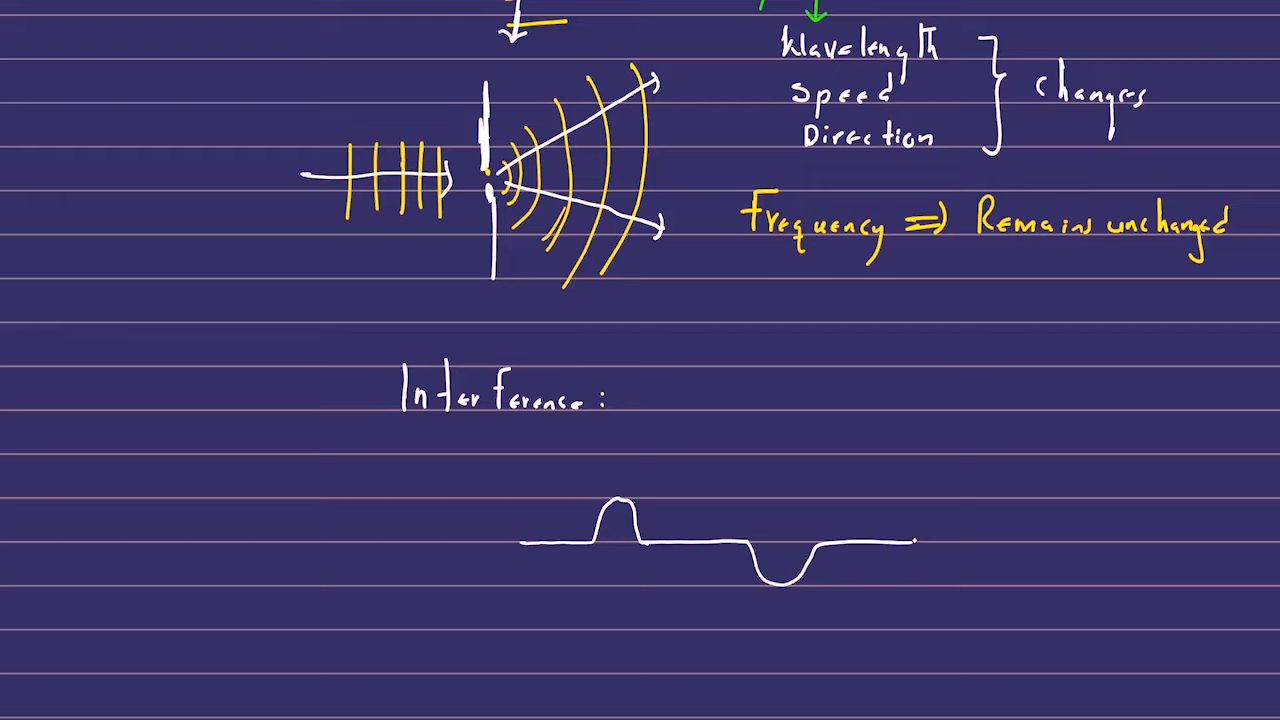 Wavelength
Speed
Direction
changes
Frequency ⇒ Remains unchanged
Interference: